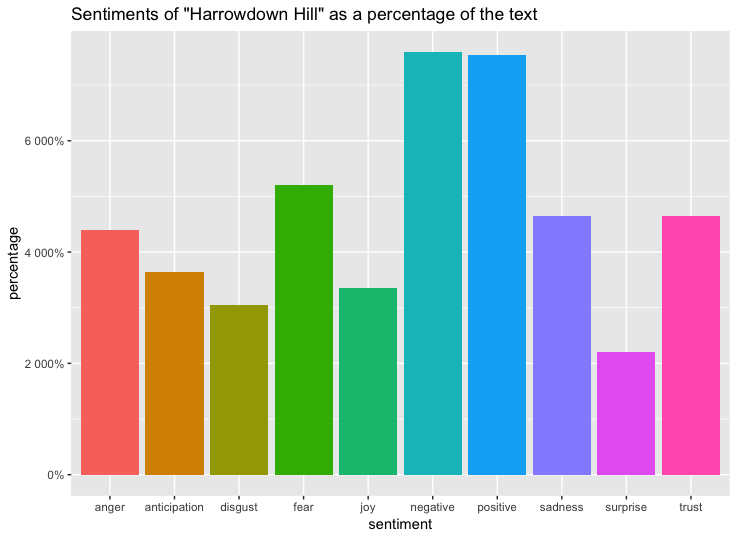 Sentiments of "Harrowdown Hill" as a percentage of the text
percentage
6 000%
4 000%
2 000%
0%
anger anticipation disgust fear joy negative positive sadness surprise trust
sentiment